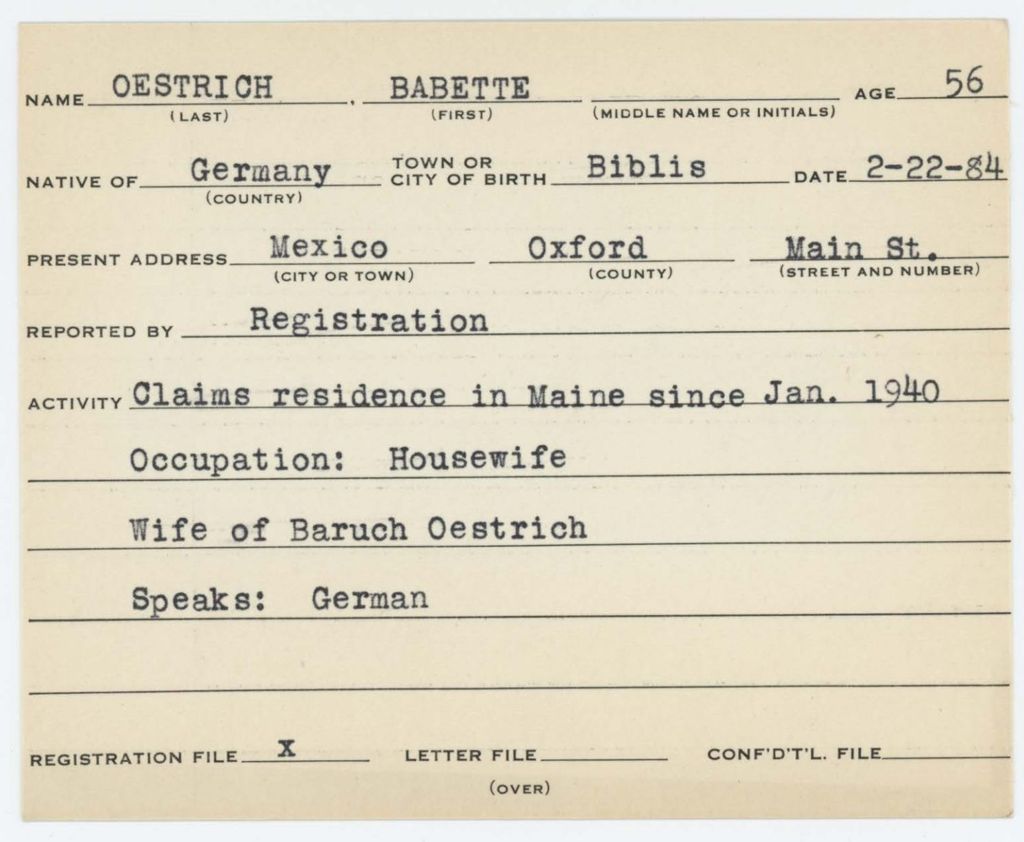 NAME OESTRICH, BABETTE AGE 56
(LAST) (FIRST) (MIDDLE NAME OR INITIALS)
NATIVE OF Germany TOWN OR CITY OF BIRTH Biblis DATE 2-22-84
(COUNTRY)
PRESENT ADDRESS Mexico Oxford Main St.
(CITY OR TOWN) (COUNTY) (STREET AND NUMBER)
REPORTED BY Registration
ACTIVITY Claims residence in Maine since Jan. 1940
Occupation: Housewife
Wife of Baruch Oestrich
Speaks: German
REGISTRATION FILE X LETTER FILE CONF'D'T'L. FILE
(OVER)